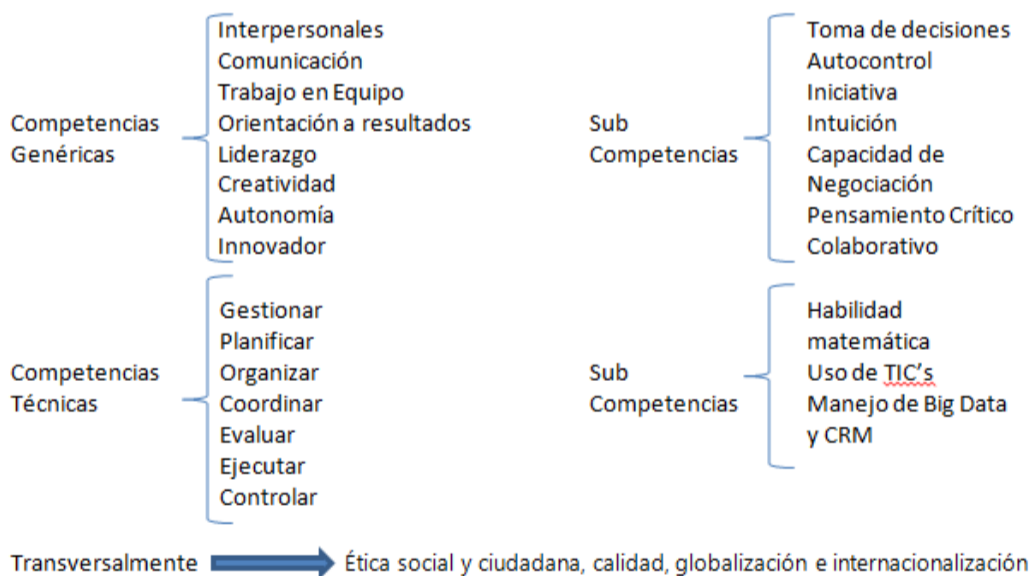 Competencias
Genéricas
Interpersonales
Comunicación
Trabajo en Equipo
Orientación a resultados
Liderazgo
Creatividad
Autonomía
Innovador
Sub
Competencias
Toma de decisiones
Autocontrol
Iniciativa
Intuición
Capacidad de
Negociación
Pensamiento Crítico
Colaborativo
Competencias
Técnicas
Gestionar
Planificar
Organizar
Coordinar
Evaluar
Ejecutar
Controlar
Sub
Competencias
Habilidad
matemática
Uso de TIC’s
Manejo de Big Data
y CRM
Transversalmente Ética social y ciudadana, calidad, globalización e internacionalización